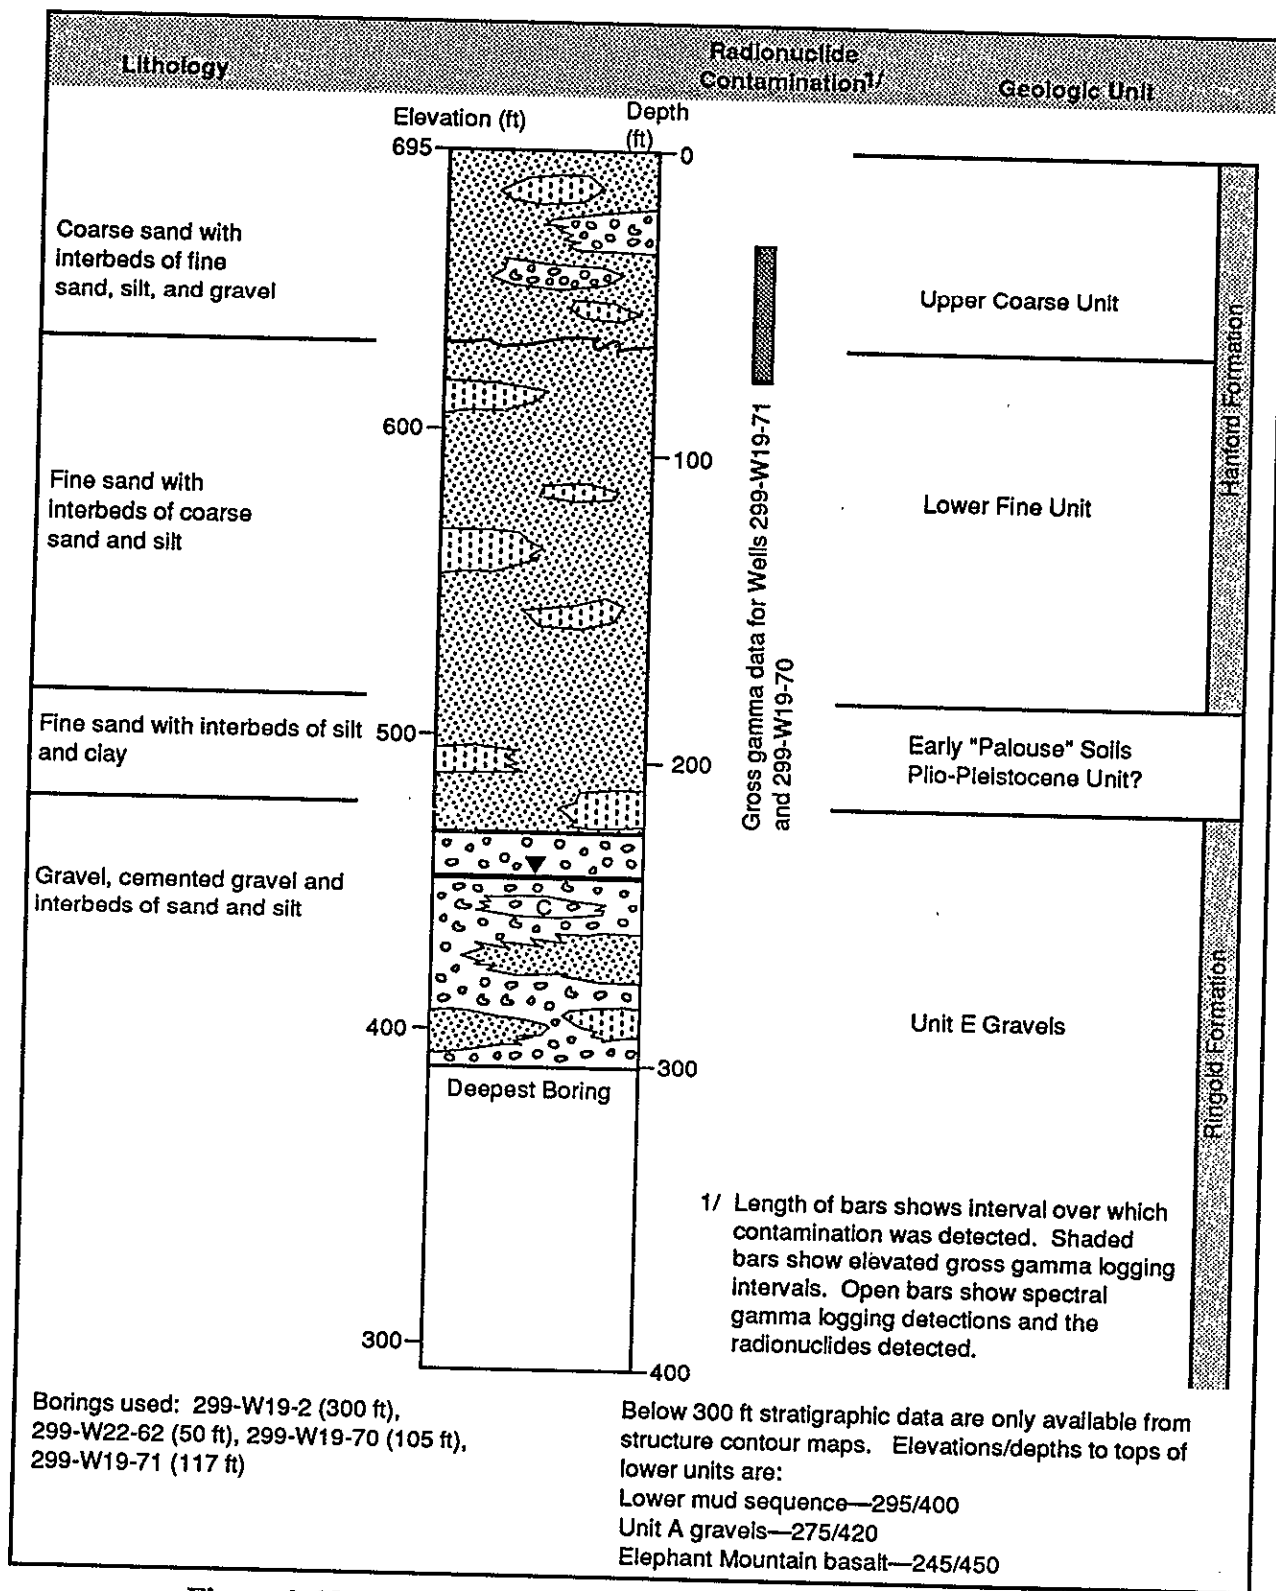 Lithology
Radionuclide
Contamination1/
Geologic Unit
Elevation (ft)
Depth
(ft)
695
0
Coarse sand with
interbeds of fine
sand, silt, and gravel
Upper Coarse Unit
Hanford Formation
600
100
Fine sand with
interbeds of coarse
sand and silt
Lower Fine Unit
Gross gamma data for Wells 299-W19-71
and 299-W19-70
Fine sand with interbeds of silt
and clay
500
200
Early "Palouse" Soils
Plio-Pleistocene Unit?
Gravel, cemented gravel and
interbeds of sand and silt
C
400
Unit E Gravels
Ringold Formation
300
Deepest Boring
1/ Length of bars shows interval over which
contamination was detected. Shaded
bars show elevated gross gamma logging
intervals. Open bars show spectral
gamma logging detections and the
radionuclides detected.
300
400
Borings used: 299-W19-2 (300 ft),
299-W22-62 (50 ft), 299-W19-70 (105 ft),
299-W19-71 (117 ft)
Below 300 ft stratigraphic data are only available from
structure contour maps. Elevations/depths to tops of
lower units are:
Lower mud sequence—295/400
Unit A gravels—275/420
Elephant Mountain basalt—245/450